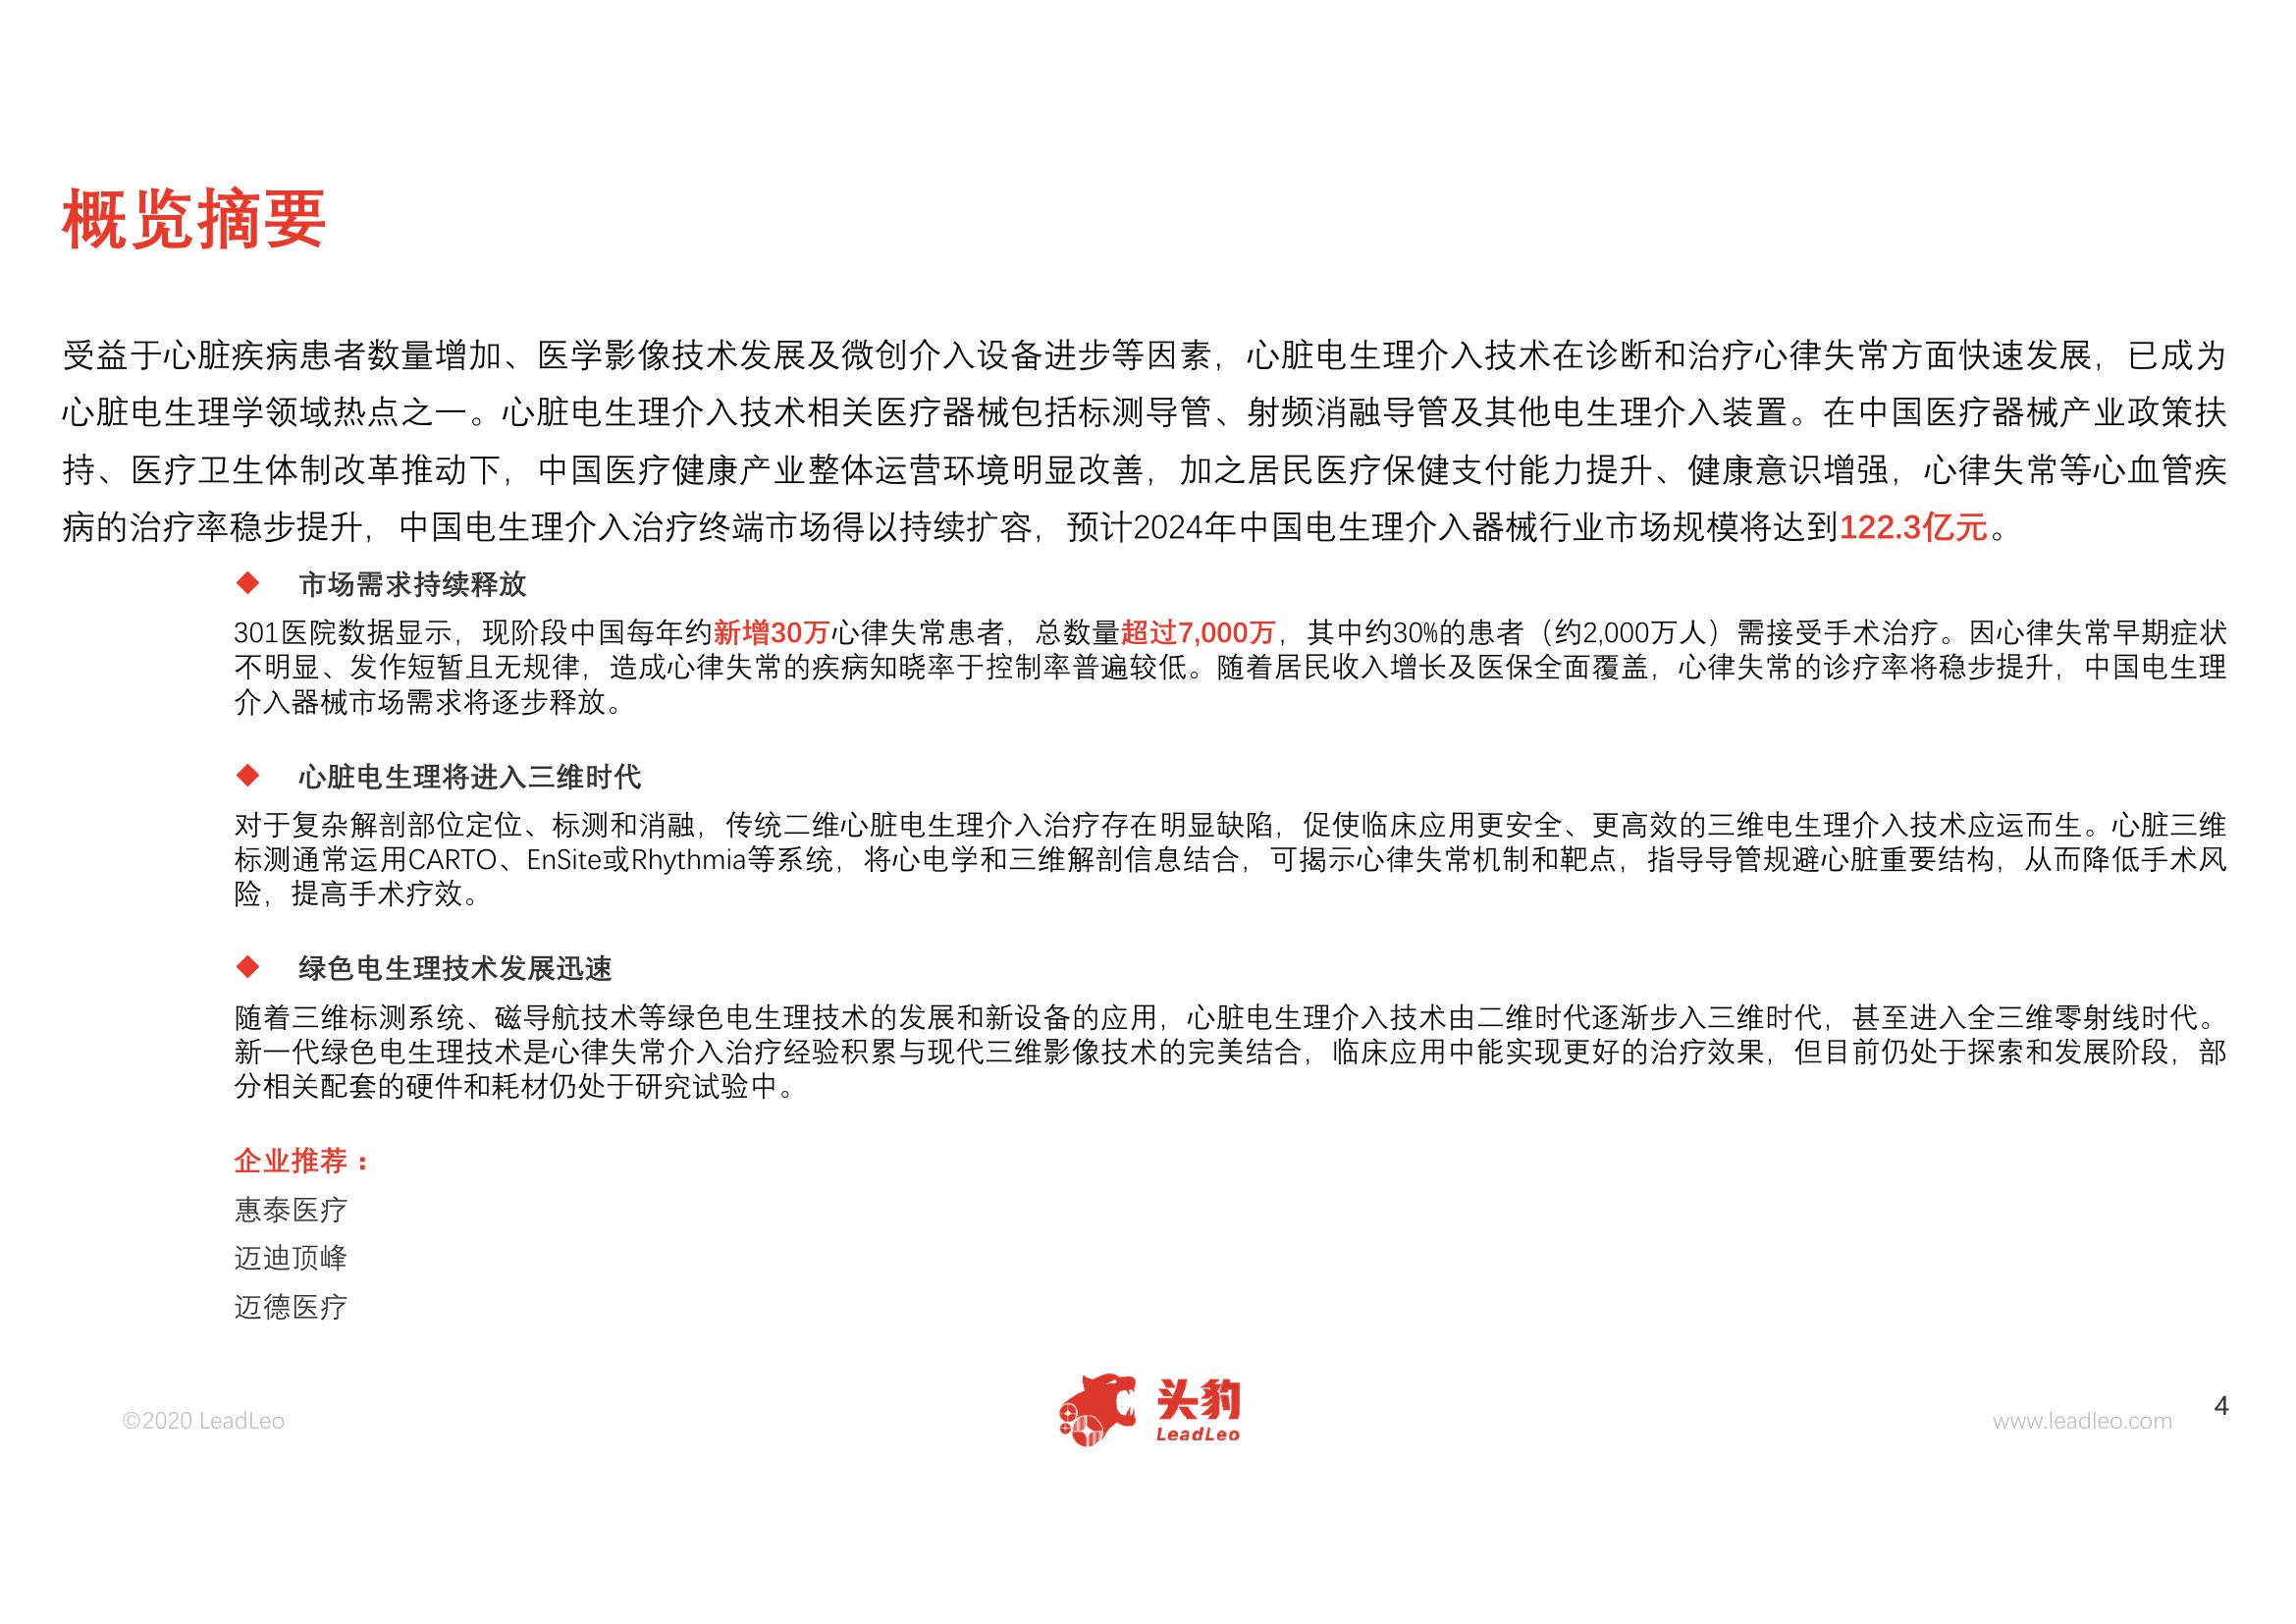 概览摘要
受益于心脏疾病患者数量增加、医学影像技术发展及微创介入设备进步等因素，心脏电生理介入技术在诊断和治疗心律失常方面快速发展，已成为
心脏电生理学领域热点之一。心脏电生理介入技术相关医疗器械包括标测导管、射频消融导管及其他电生理介入装置。在中国医疗器械产业政策扶
持、医疗卫生体制改革推动下，中国医疗健康产业整体运营环境明显改善，加之居民医疗保健支付能力提升、健康意识增强，心律失常等心血管疾
病的治疗率稳步提升，中国电生理介入治疗终端市场得以持续扩容，预计2024年中国电生理介入器械行业市场规模将达到122.3亿元。
◆ 市场需求持续释放
301医院数据显示，现阶段中国每年约新增30万心律失常患者，总数量超过7,000万，其中约30%的患者（约2,000万人）需接受手术治疗。因心律失常早期症状
不明显、发作短暂且无规律，造成心律失常的疾病知晓率于控制率普遍较低。随着居民收入增长及医保全面覆盖，心律失常的诊疗率将稳步提升，中国电生理
介入器械市场需求将逐步释放。
◆ 心脏电生理将进入三维时代
对于复杂解剖部位定位、标测和消融，传统二维心脏电生理介入治疗存在明显缺陷，促使临床应用更安全、更高效的三维电生理介入技术应运而生。心脏三维
标测通常运用CARTO、EnSite或Rhythmia等系统，将心电学和三维解剖信息结合，可揭示心律失常机制和靶点，指导导管规避心脏重要结构，从而降低手术风
险，提高手术疗效。
◆ 绿色电生理技术发展迅速
随着三维标测系统、磁导航技术等绿色电生理技术的发展和新设备的应用，心脏电生理介入技术由二维时代逐渐步入三维时代，甚至进入全三维零射线时代。
新一代绿色电生理技术是心律失常介入治疗经验积累与现代三维影像技术的完美结合，临床应用中能实现更好的治疗效果，但目前仍处于探索和发展阶段，部
分相关配套的硬件和耗材仍处于研究试验中。
企业推荐：
惠泰医疗
迈迪顶峰
迈德医疗
©2020 LeadLeo
头豹
LeadLeo
www.leadleo.com
4